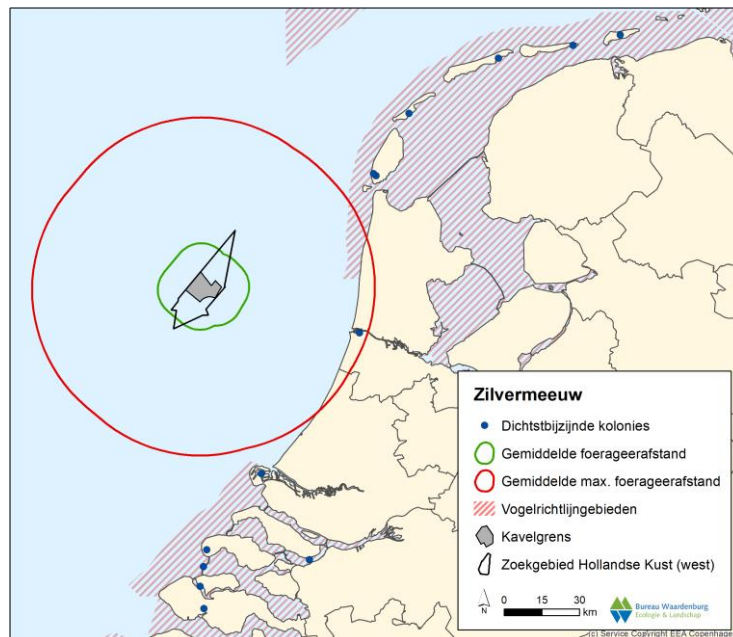 Zilvermeeuw
Dichtstbijzijnde kolonies
Gemiddelde foerageerafstand
Gemiddelde max. foerageerafstand
Vogelrichtlijngebieden
Kavelgrens
Zoekgebied Hollandse Kust (west)
N
0 15 30
km
Bureau Waardenburg
Ecologie & Landschap
(c) Service Copyright EEA Copenhage